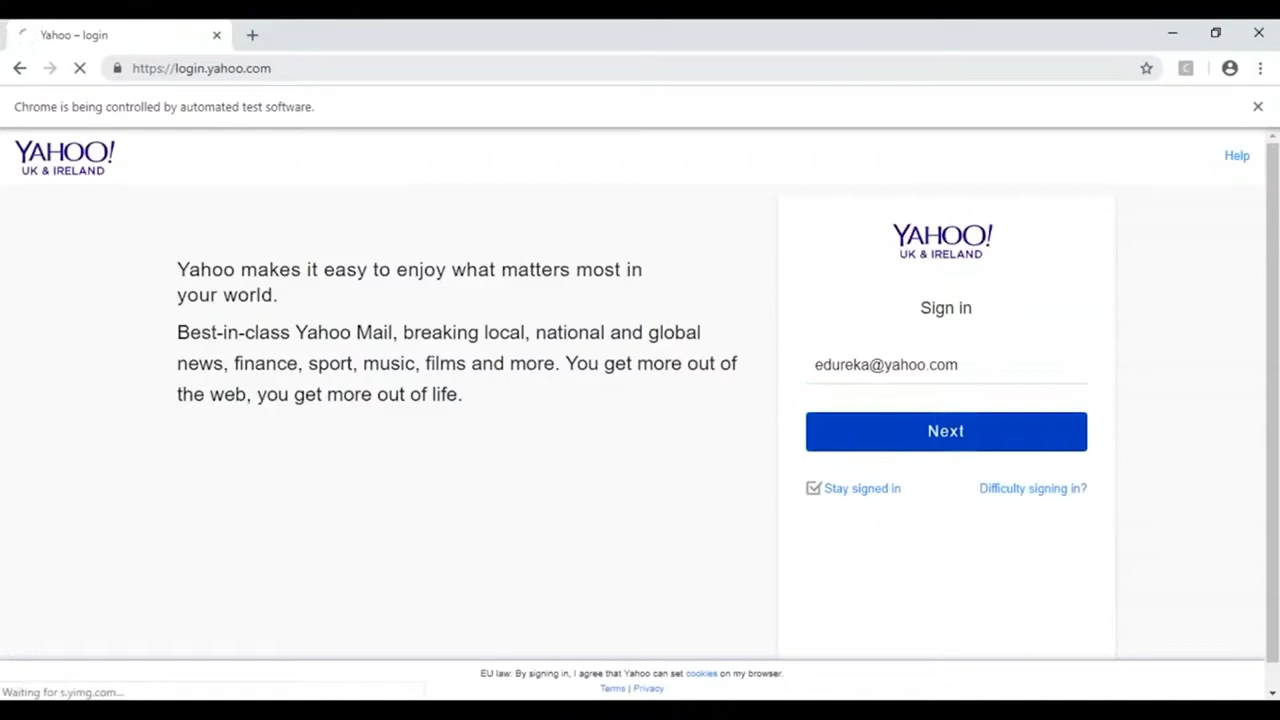 Yahoo – login
https://login.yahoo.com
Chrome is being controlled by automated test software.
YAHOO!
UK & IRELAND
Help
Yahoo makes it easy to enjoy what matters most in
your world.
Best-in-class Yahoo Mail, breaking local, national and global
news, finance, sport, music, films and more. You get more out of
the web, you get more out of life.
YAHOO!
UK & IRELAND
Sign in
edureka@yahoo.com
Next
Stay signed in
Difficulty signing in?
EU law: By signing in, I agree that Yahoo can set cookies on my browser.
Terms | Privacy
Waiting for s.yimg.com...